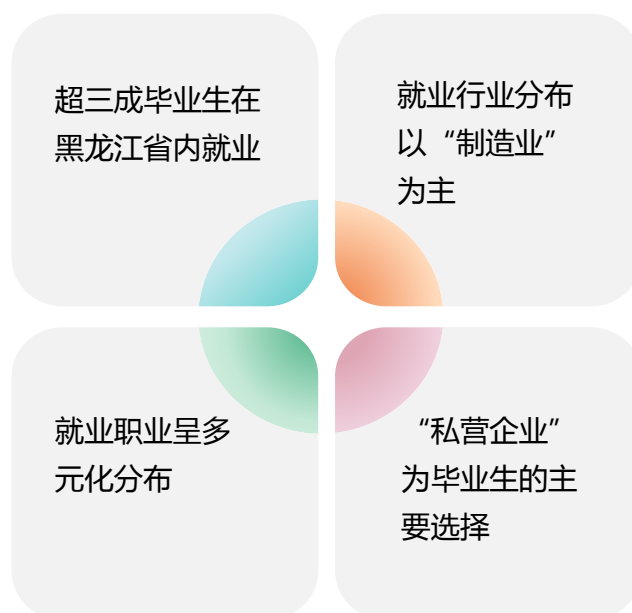 超三成毕业生在
黑龙江省内就业
就业行业分布
以“制造业”
为主
就业职业呈多
元化分布
“私营企业”
为毕业生的主
要选择